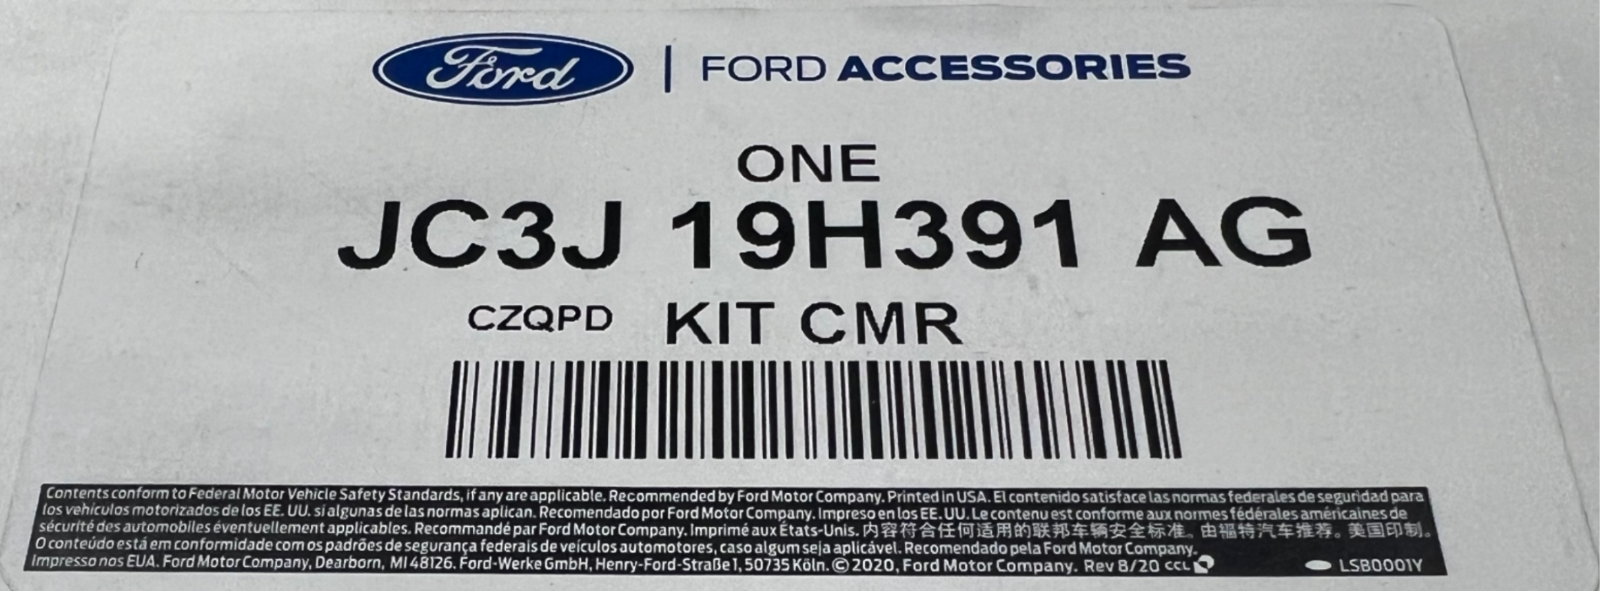 Ford | FORD ACCESSORIES
ONE
JC3J 19H391 AG
CZQPD KIT CMR
Contents conform to Federal Motor Vehicle Safety Standards, if any are applicable. Recommended by Ford Motor Company. Printed in USA. El contenido satisface las normas federales de seguridad para
los vehículos motorizados de los EE. UU. si algunas de las normas aplican. Recomendado por Ford Motor Company. Impreso en los EE. UU. Le contenu est conforme aux normes fédérales américaines de
sécurité des automobiles éventuellement applicables. Recommandé par Ford Motor Company. Imprimé aux États-Unis. 内容符合任何适用的联邦车辆安全标准。由福特汽车推荐。美国印制。
O conteúdo está em conformidade com os padrões de segurança federais de veículos automotores, caso algum seja aplicável. Recomendado pela Ford Motor Company.
Impresso nos EUA. Ford Motor Company, Dearborn, MI 48126. Ford-Werke GmbH, Henry-Ford-Straße 1, 50735 Köln. © 2020, Ford Motor Company. Rev 8/20 CCL LSB0001Y